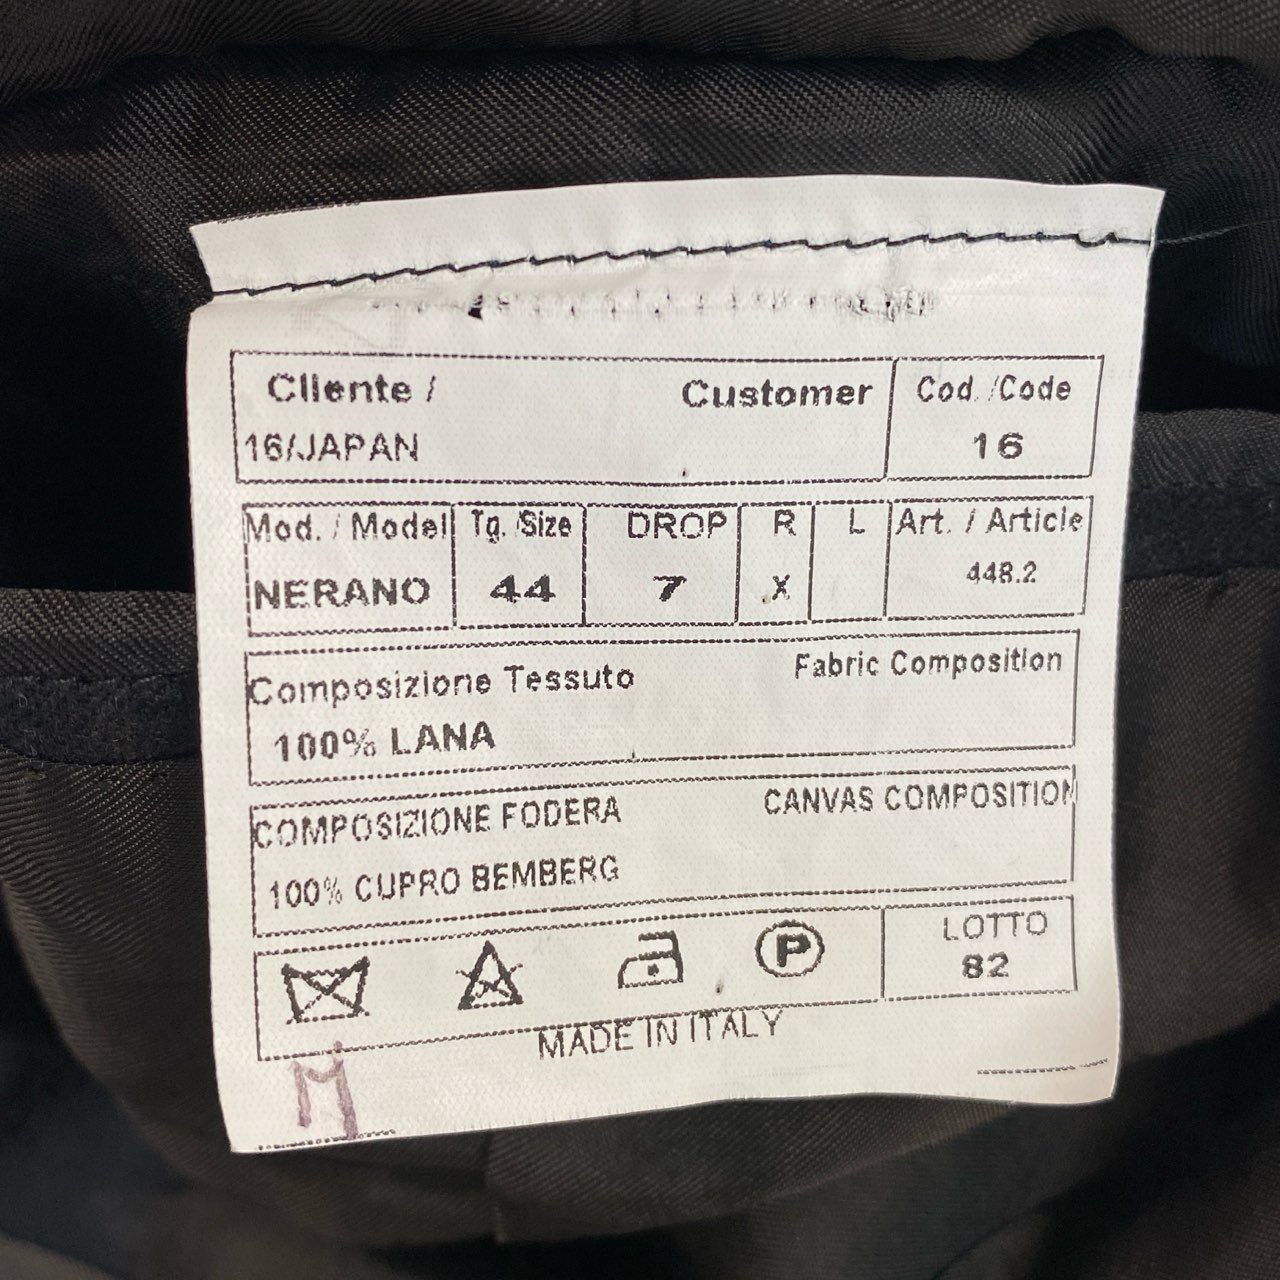 Cliente / Customer Cod. /Code
16/JAPAN 16
Mod. / Model Tg. /Size DROP R L Art. / Article
NERANO 44 7 X 448.2
Composizione Tessuto Fabric Composition
100% LANA
COMPOSIZIONE FODERA CANVAS COMPOSITION
100% CUPRO BEMBERG
P LOTTO
82
MADE IN ITALY
M